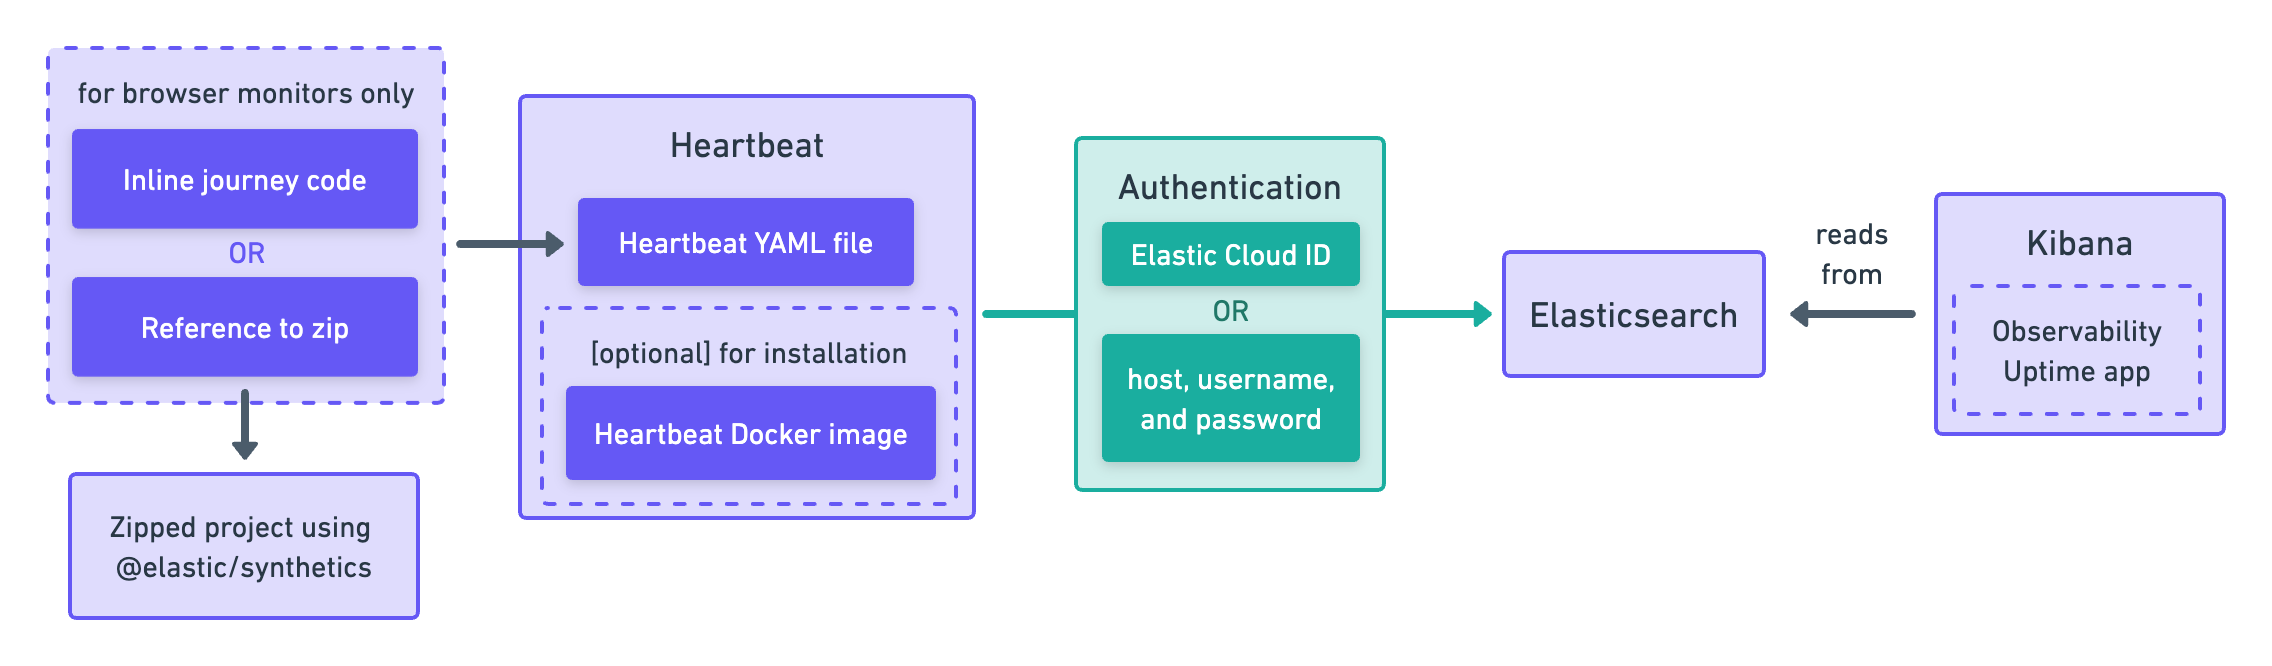 for browser monitors only
Inline journey code
OR
Reference to zip
Zipped project using
@elastic/synthetics
Heartbeat
Heartbeat YAML file
[optional] for installation
Heartbeat Docker image
Authentication
Elastic Cloud ID
OR
host, username,
and password
Elasticsearch
reads
from
Kibana
Observability
Uptime app